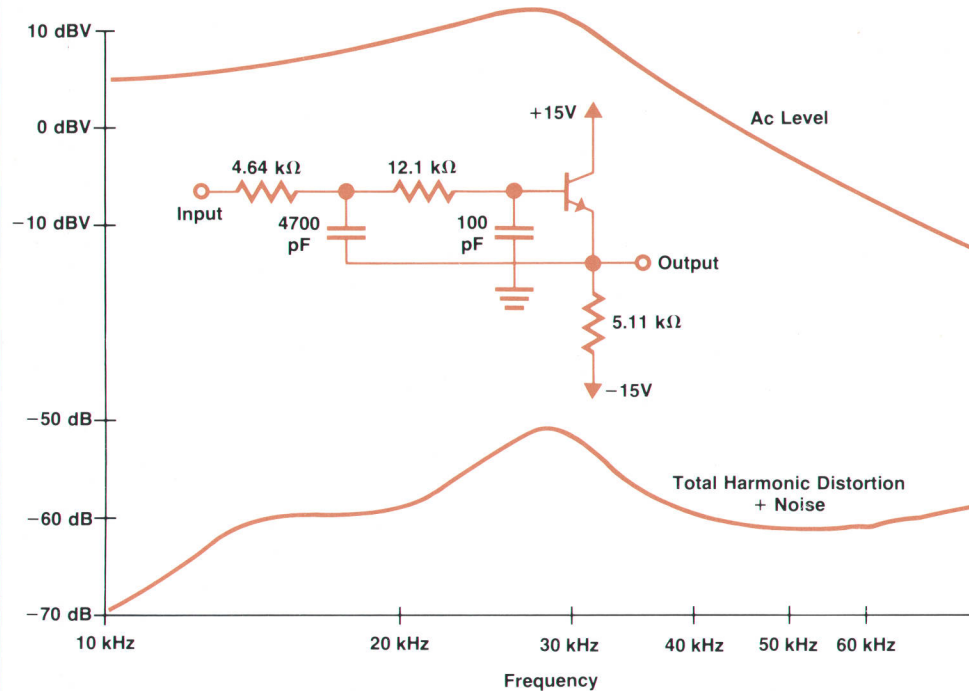 10 dBV
0 dBV
−10 dBV
−50 dB
−60 dB
−70 dB
Ac Level
+15V
4.64 kΩ
12.1 kΩ
Input
4700
pF
100
pF
Output
5.11 kΩ
−15V
Total Harmonic Distortion
+ Noise
10 kHz
20 kHz
30 kHz
40 kHz
50 kHz
60 kHz
Frequency